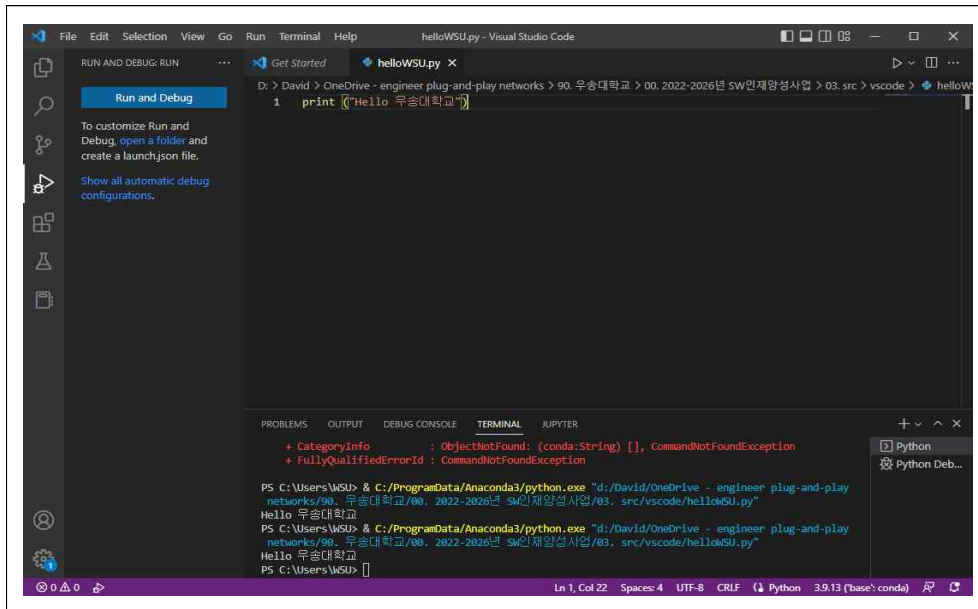 File Edit Selection View Go Run Terminal Help helloWSU.py - Visual Studio Code
RUN AND DEBUG: RUN ...
Get Started helloWSU.py
D: > David > OneDrive - engineer plug-and-play networks > 90. 우송대학교 > 00. 2022-2026년 SW인재양성사업 > 03. src > vscode > helloWS
1 print ("Hello 우송대학교")
Run and Debug
To customize Run and
Debug, open a folder and
create a launch.json file.
Show all automatic debug
configurations.
PROBLEMS OUTPUT DEBUG CONSOLE TERMINAL JUPYTER
+ CategoryInfo : ObjectNotFound: (conda:String) [], CommandNotFoundException
+ FullyQualifiedErrorId : CommandNotFoundException
PS C:\Users\WSU> & C:/ProgramData/Anaconda3/python.exe "d:/David/OneDrive - engineer plug-and-play
networks/90. 우송대학교/00. 2022-2026년 SW인재양성사업/03. src/vscode/helloWSU.py"
Hello 우송대학교
PS C:\Users\WSU> & C:/ProgramData/Anaconda3/python.exe "d:/David/OneDrive - engineer plug-and-play
networks/90. 우송대학교/00. 2022-2026년 SW인재양성사업/03. src/vscode/helloWSU.py"
Hello 우송대학교
PS C:\Users\WSU>
Python
Python Deb...
1
0 0 Ln 1, Col 22 Spaces: 4 UTF-8 CRLF Python 3.9.13 ('base': conda)